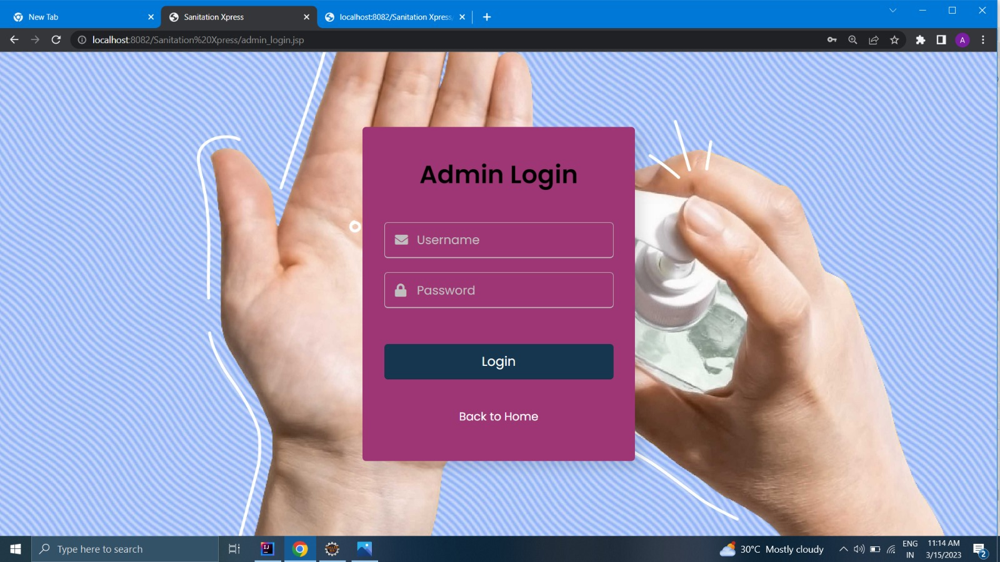 New Tab
Sanitation Xpress
localhost:8082/Sanitation Xpress/
localhost:8082/Sanitation%20Xpress/admin_login.jsp
A
Admin Login
Username
Password
Login
Back to Home
Type here to search
IJ
30°C Mostly cloudy
ENG
IN
11:14 AM
3/15/2023
2